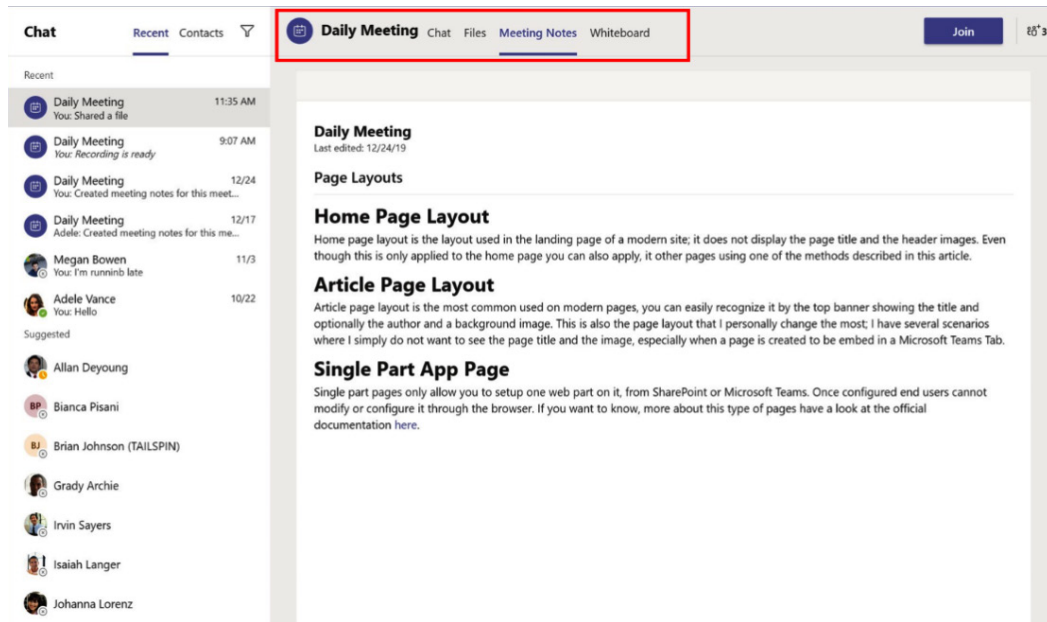 Chat
Recent Contacts
Recent
Daily Meeting 11:35 AM
You: Shared a file
Daily Meeting 9:07 AM
You: Recording is ready
Daily Meeting 12/24
You: Created meeting notes for this meet...
Daily Meeting 12/17
Adele: Created meeting notes for this me...
Megan Bowen 11/3
You: I'm runninb late
Adele Vance 10/22
You: Hello
Suggested
Allan Deyoung
BP Bianca Pisani
BJ Brian Johnson (TAILSPIN)
Grady Archie
Irvin Sayers
Isaiah Langer
Johanna Lorenz
Daily Meeting Chat Files Meeting Notes Whiteboard
Join
3
Daily Meeting
Last edited: 12/24/19
Page Layouts
Home Page Layout
Home page layout is the layout used in the landing page of a modern site; it does not display the page title and the header images. Even
though this is only applied to the home page you can also apply, it other pages using one of the methods described in this article.
Article Page Layout
Article page layout is the most common used on modern pages, you can easily recognize it by the top banner showing the title and
optionally the author and a background image. This is also the page layout that I personally change the most; I have several scenarios
where I simply do not want to see the page title and the image, especially when a page is created to be embed in a Microsoft Teams Tab.
Single Part App Page
Single part pages only allow you to setup one web part on it, from SharePoint or Microsoft Teams. Once configured end users cannot
modify or configure it through the browser. If you want to know, more about this type of pages have a look at the official
documentation here.